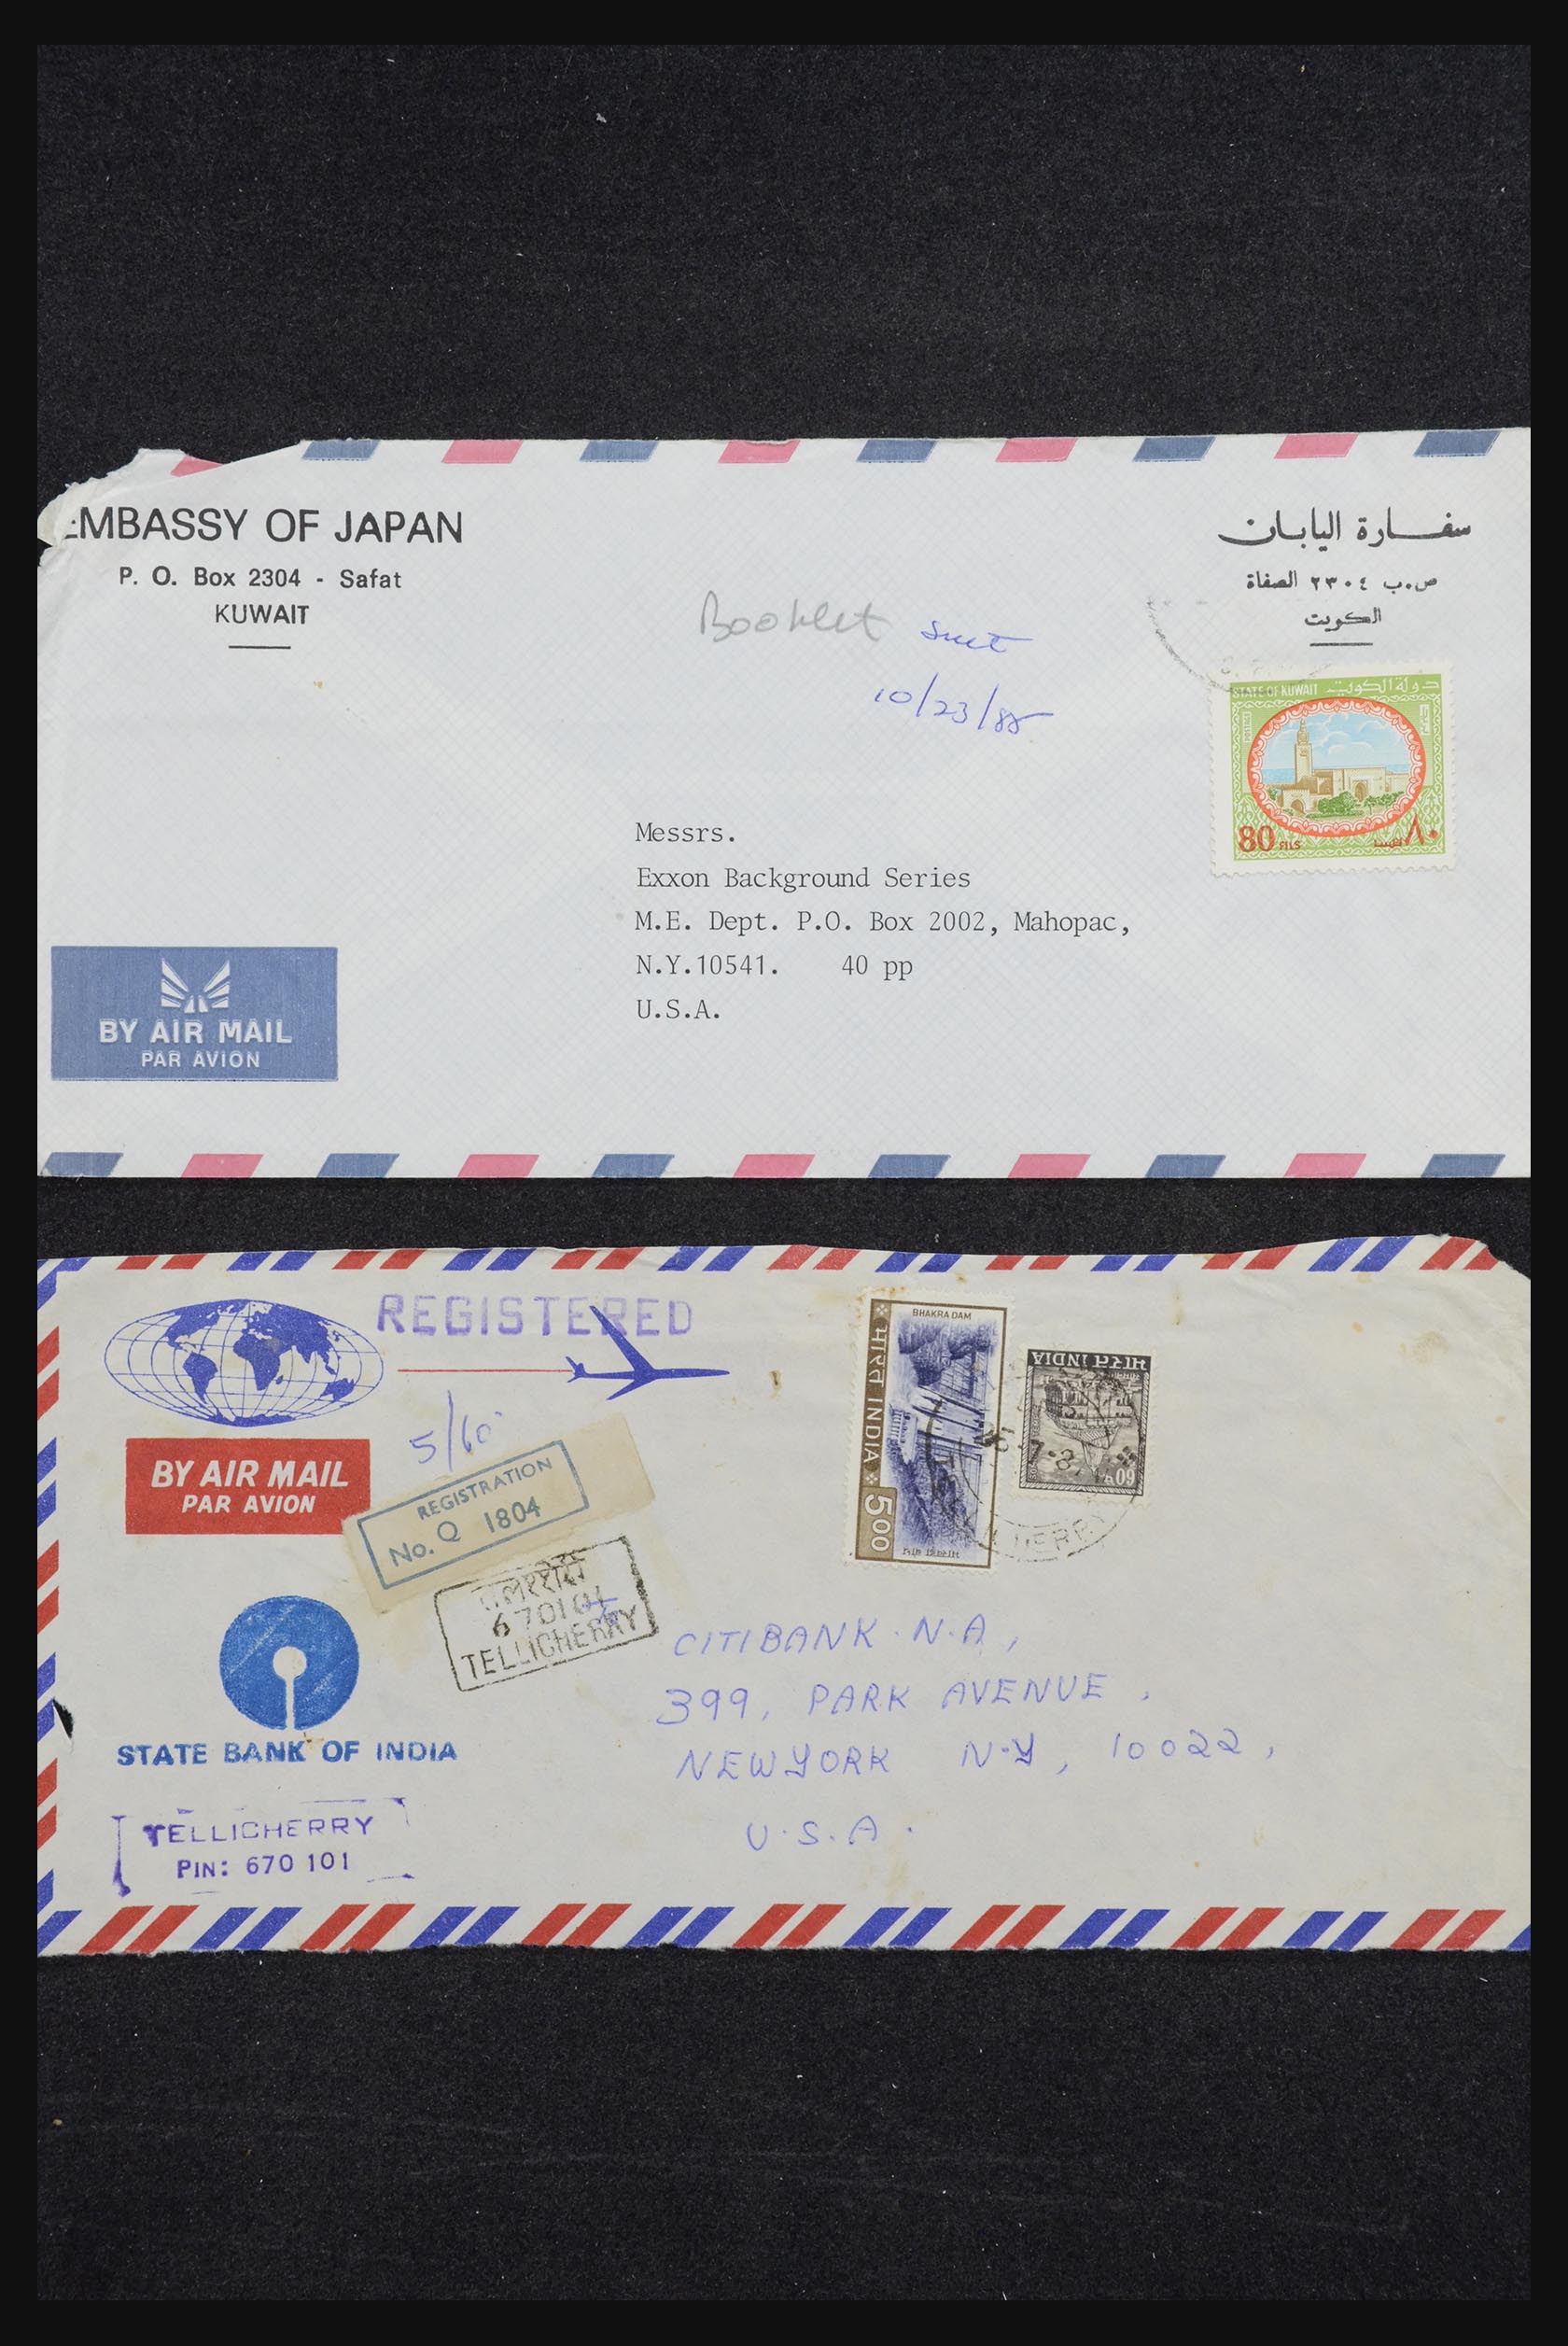 EMBASSY OF JAPAN
P. O. Box 2304 - Safat
KUWAIT
سفـــارة اليابـان
ص.ب ٢٣٠٤ الصفاة
الكويت
Booklet
10/23/85
STATE OF KUWAIT دولة الكويت
80 FILS ٨٠
Messrs.
Exxon Background Series
M.E. Dept. P.O. Box 2002, Mahopac,
N.Y.10541. 40 pp
U.S.A.
BY AIR MAIL
PAR AVION
REGISTERED
5/60
BY AIR MAIL
PAR AVION
REGISTRATION
No. Q 1804
670101
TELLICHERRY
BHAKRA DAM
भारत INDIA
5.00
भारत INDIA
60
CITIBANK N.A,
399, PARK AVENUE,
NEWYORK N.Y, 10022,
U.S.A.
STATE BANK OF INDIA
TELLICHERRY
PIN: 670 101